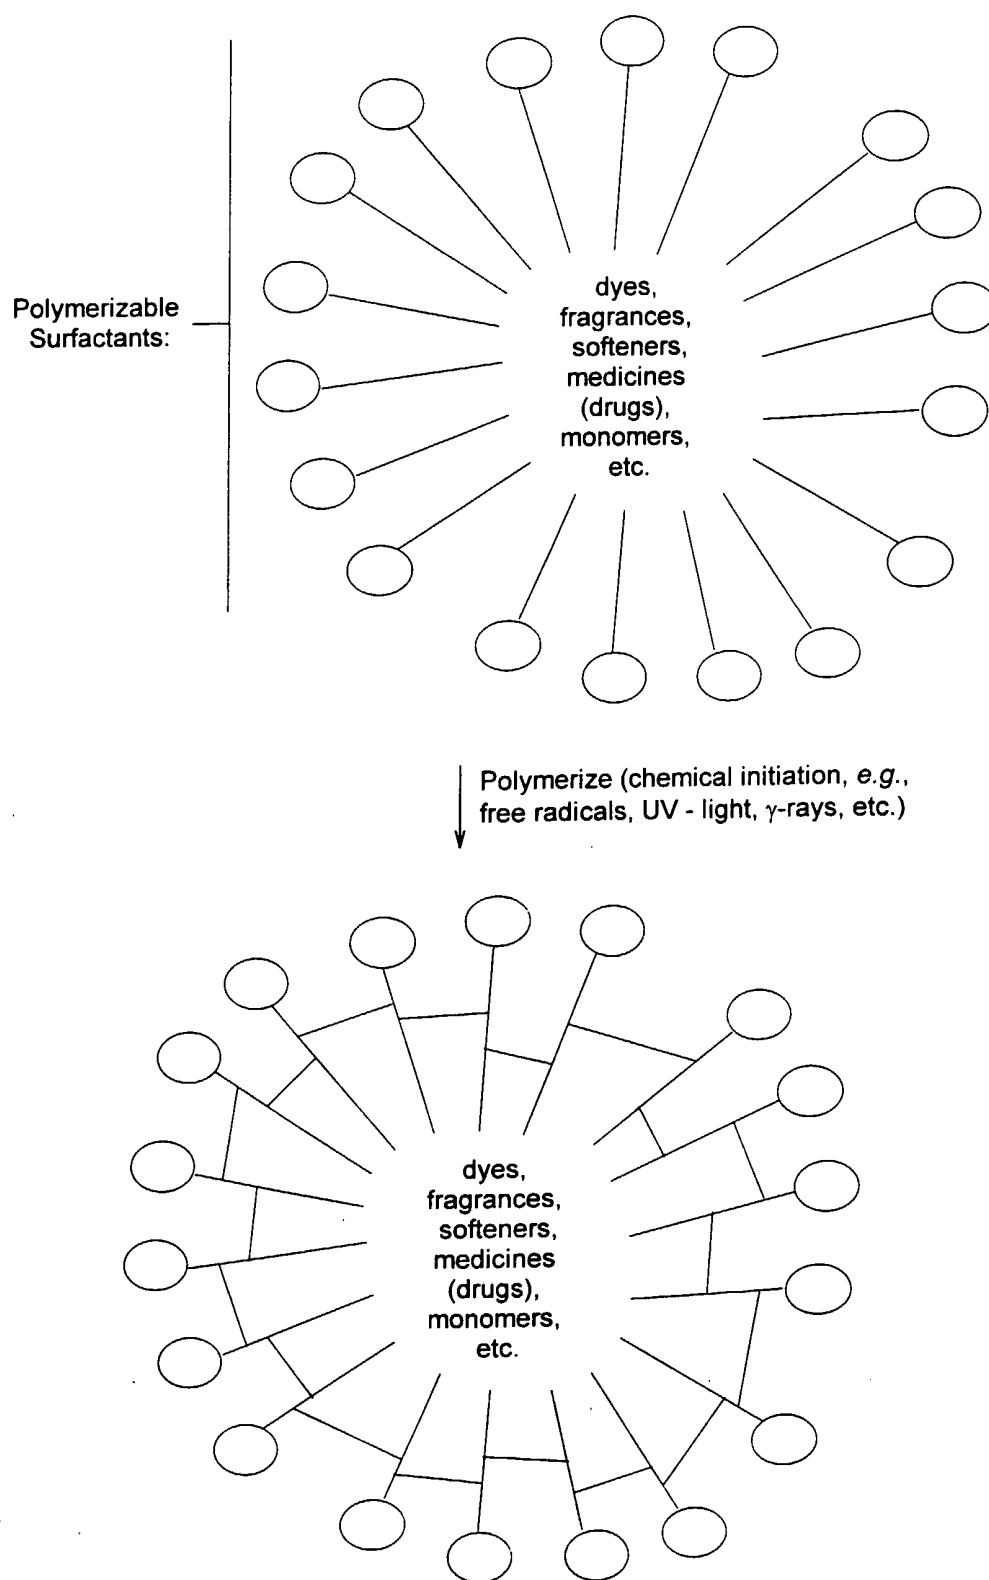 dyes,
fragrances,
softeners,
medicines
(drugs),
monomers,
etc.
Polymerizable
Surfactants:
Polymerize (chemical initiation, e.g.,
free radicals, UV - light, γ-rays, etc.)
dyes,
fragrances,
softeners,
medicines
(drugs),
monomers,
etc.